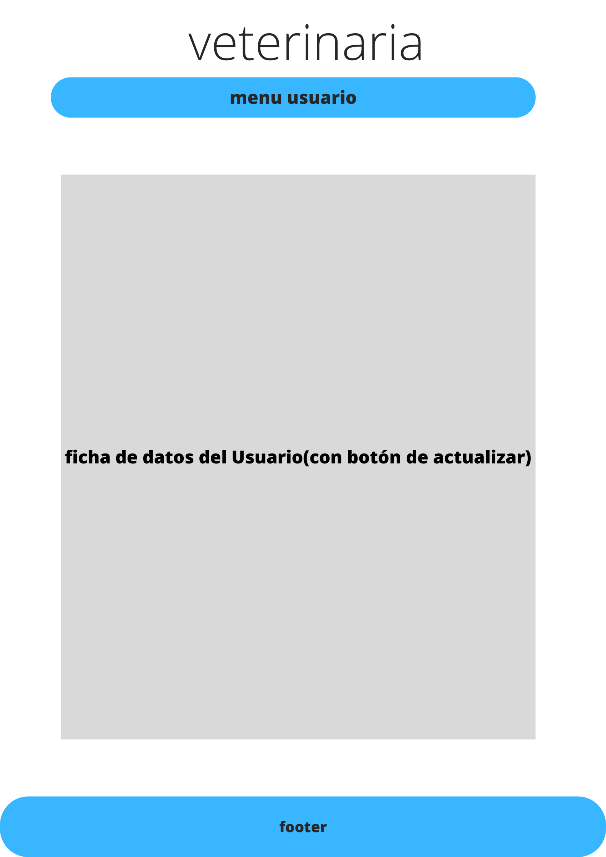 veterinaria
menu usuario
ficha de datos del Usuario(con botón de actualizar)
footer